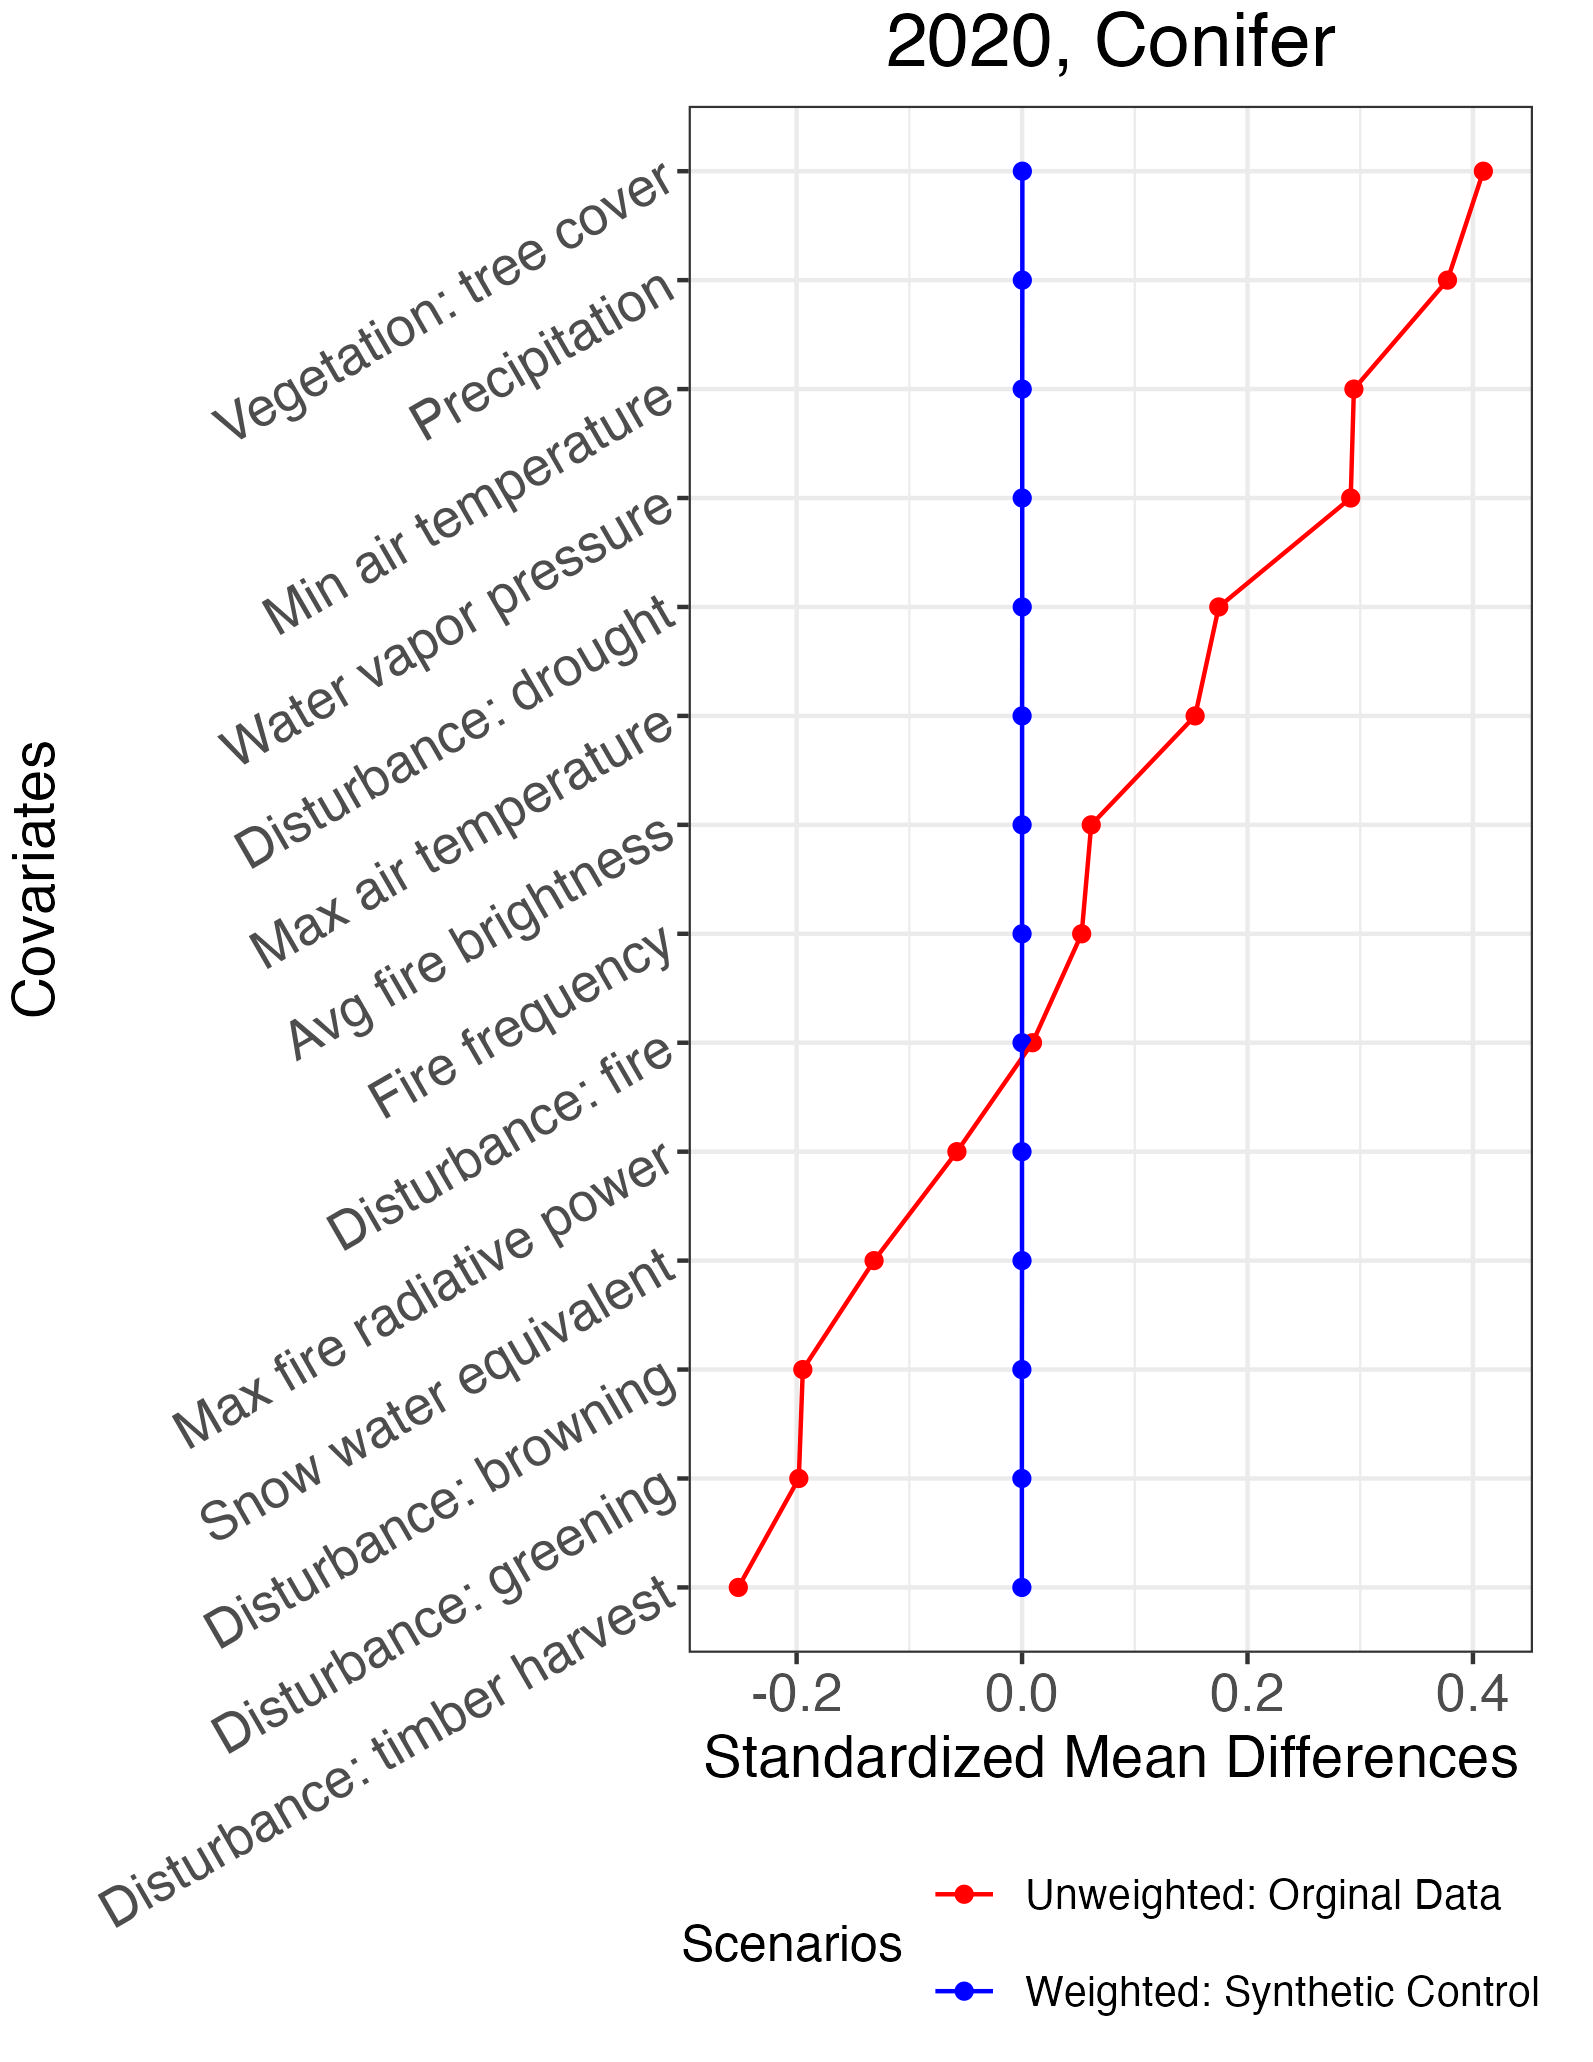 2020, Conifer
Covariates
Vegetation: tree cover
Precipitation
Min air temperature
Water vapor pressure
Disturbance: drought
Max air temperature
Avg fire brightness
Fire frequency
Disturbance: fire
Max fire radiative power
Snow water equivalent
Disturbance: browning
Disturbance: greening
Disturbance: timber harvest
-0.2 0.0 0.2 0.4
Standardized Mean Differences
Scenarios
Unweighted: Orginal Data
Weighted: Synthetic Control